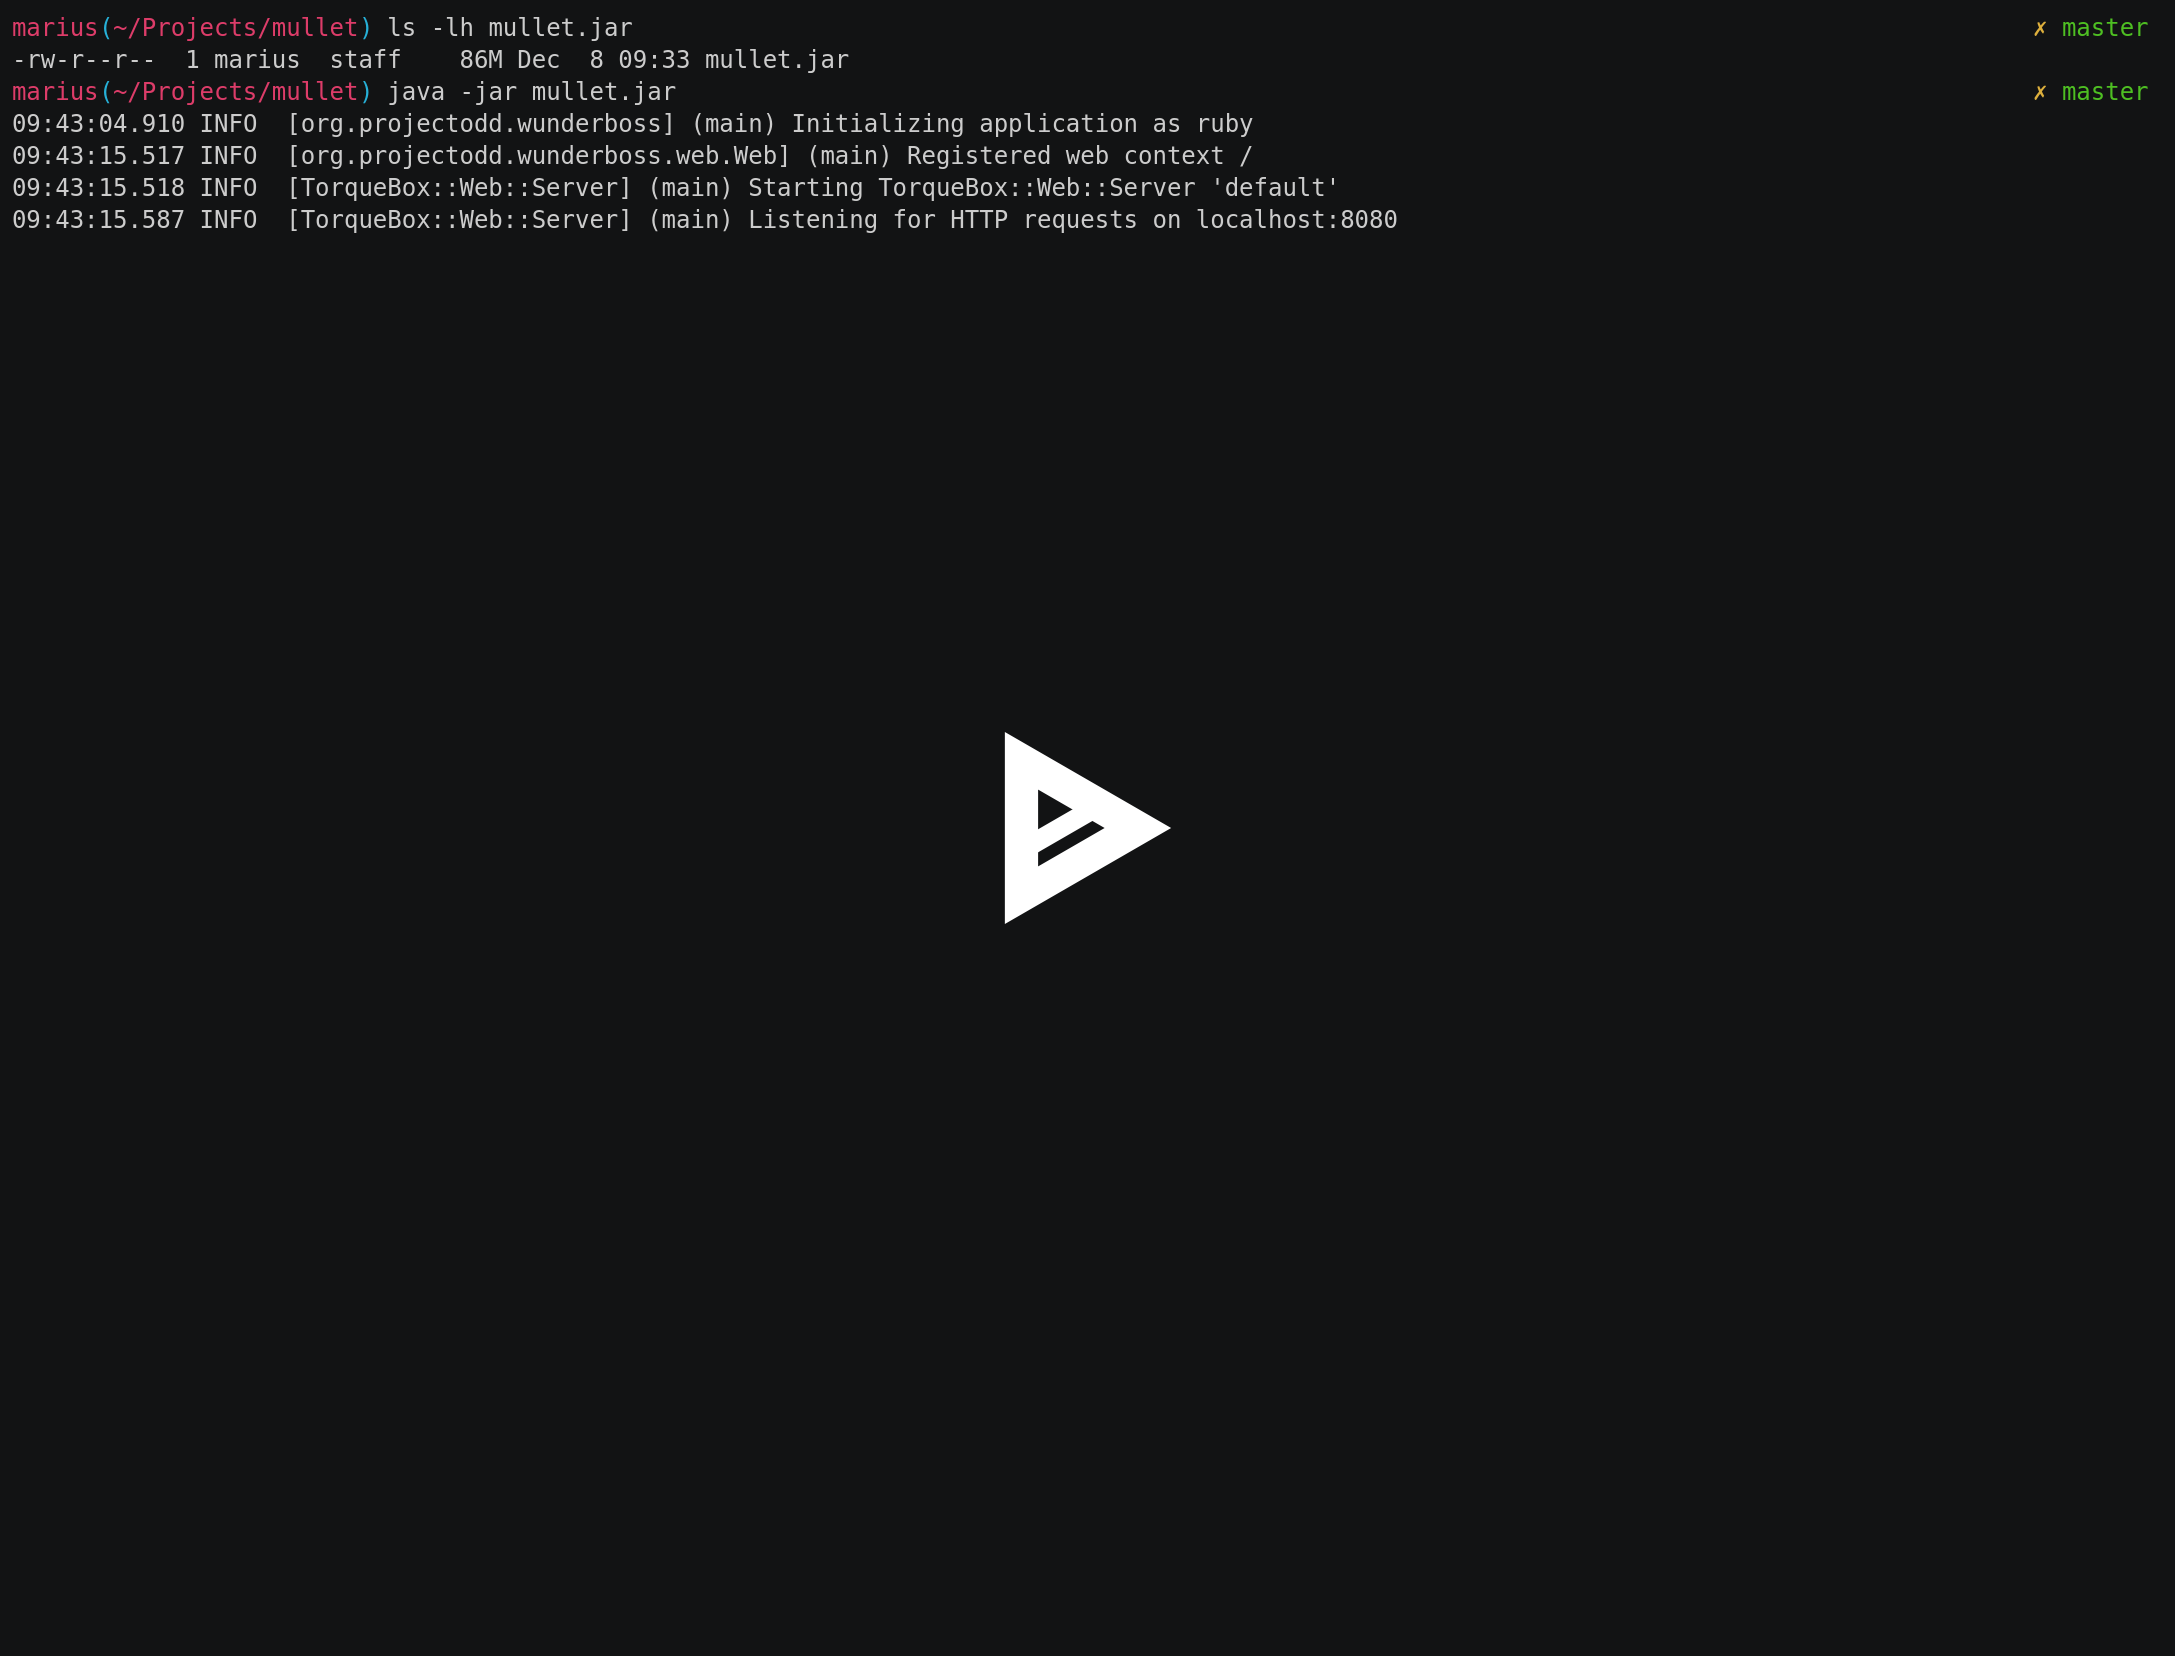 marius(~/Projects/mullet) ls -lh mullet.jar ✗ master
-rw-r--r--  1 marius  staff    86M Dec  8 09:33 mullet.jar
marius(~/Projects/mullet) java -jar mullet.jar ✗ master
09:43:04.910 INFO  [org.projectodd.wunderboss] (main) Initializing application as ruby
09:43:15.517 INFO  [org.projectodd.wunderboss.web.Web] (main) Registered web context /
09:43:15.518 INFO  [TorqueBox::Web::Server] (main) Starting TorqueBox::Web::Server 'default'
09:43:15.587 INFO  [TorqueBox::Web::Server] (main) Listening for HTTP requests on localhost:8080